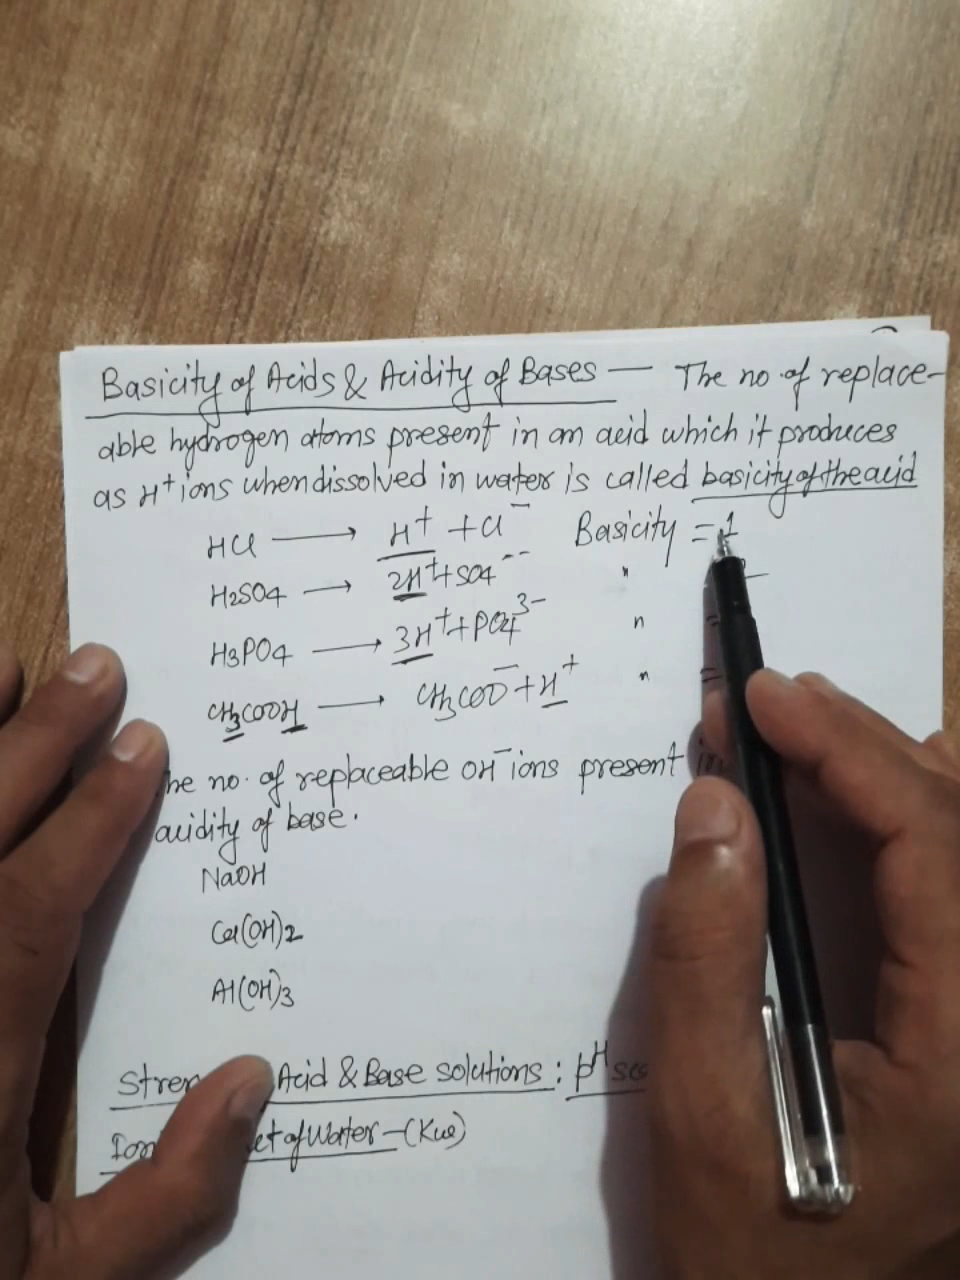 Basicity of Acids & Acidity of Bases — The no. of replace-
able hydrogen atoms present in an acid which it produces
as H⁺ ions when dissolved in water is called basicity of the acid
HCl ⟶ H⁺ + Cl⁻ Basicity = 1
H2SO4 ⟶ 2H⁺ + SO4⁻⁻ "
H3PO4 ⟶ 3H⁺ + PO4³⁻ " =
CH3COOH ⟶ CH3COO⁻ + H⁺ " =
he no. of replaceable OH⁻ ions present in
acidity of base.
NaOH
Ca(OH)2
Al(OH)3
Stren Acid & Base solutions : pH sc
Ion ct of Water – (Kw)